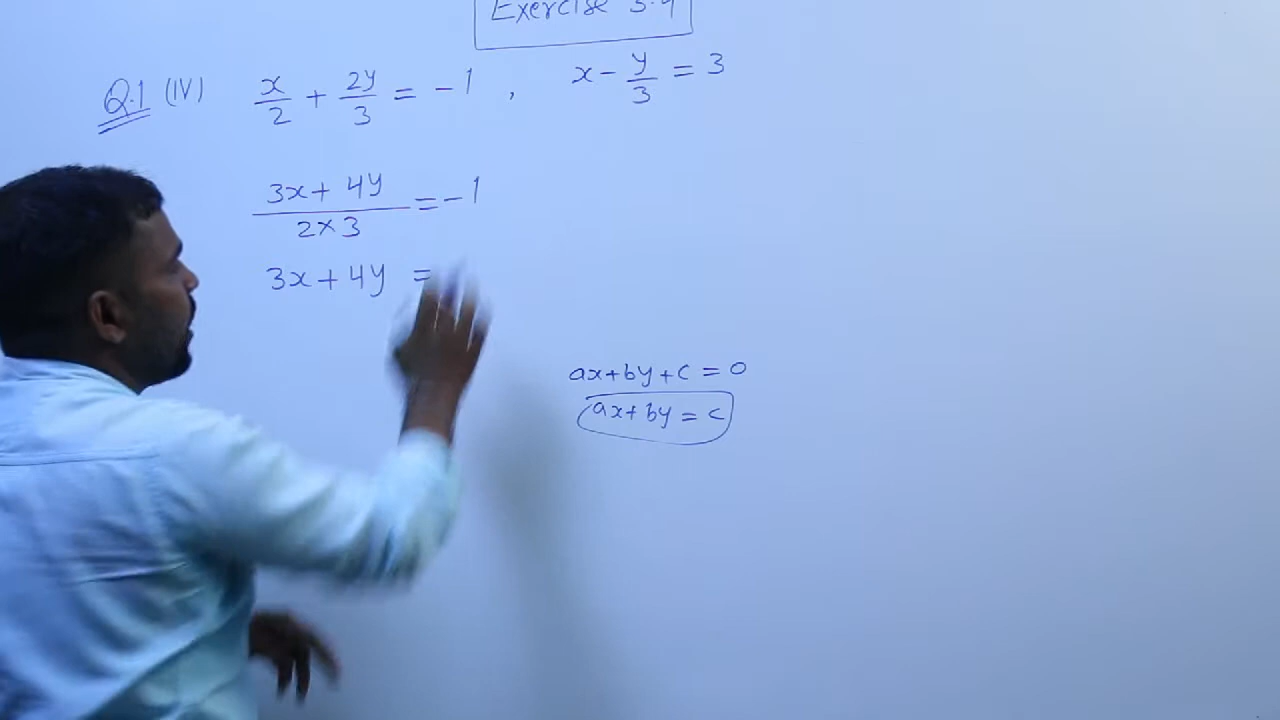 Exercise 3.4
Q.1 (IV) x/2 + 2y/3 = -1 , x - y/3 = 3
3x + 4y / 2×3 = -1
3x + 4y =
ax+by+c = 0
ax+by = c